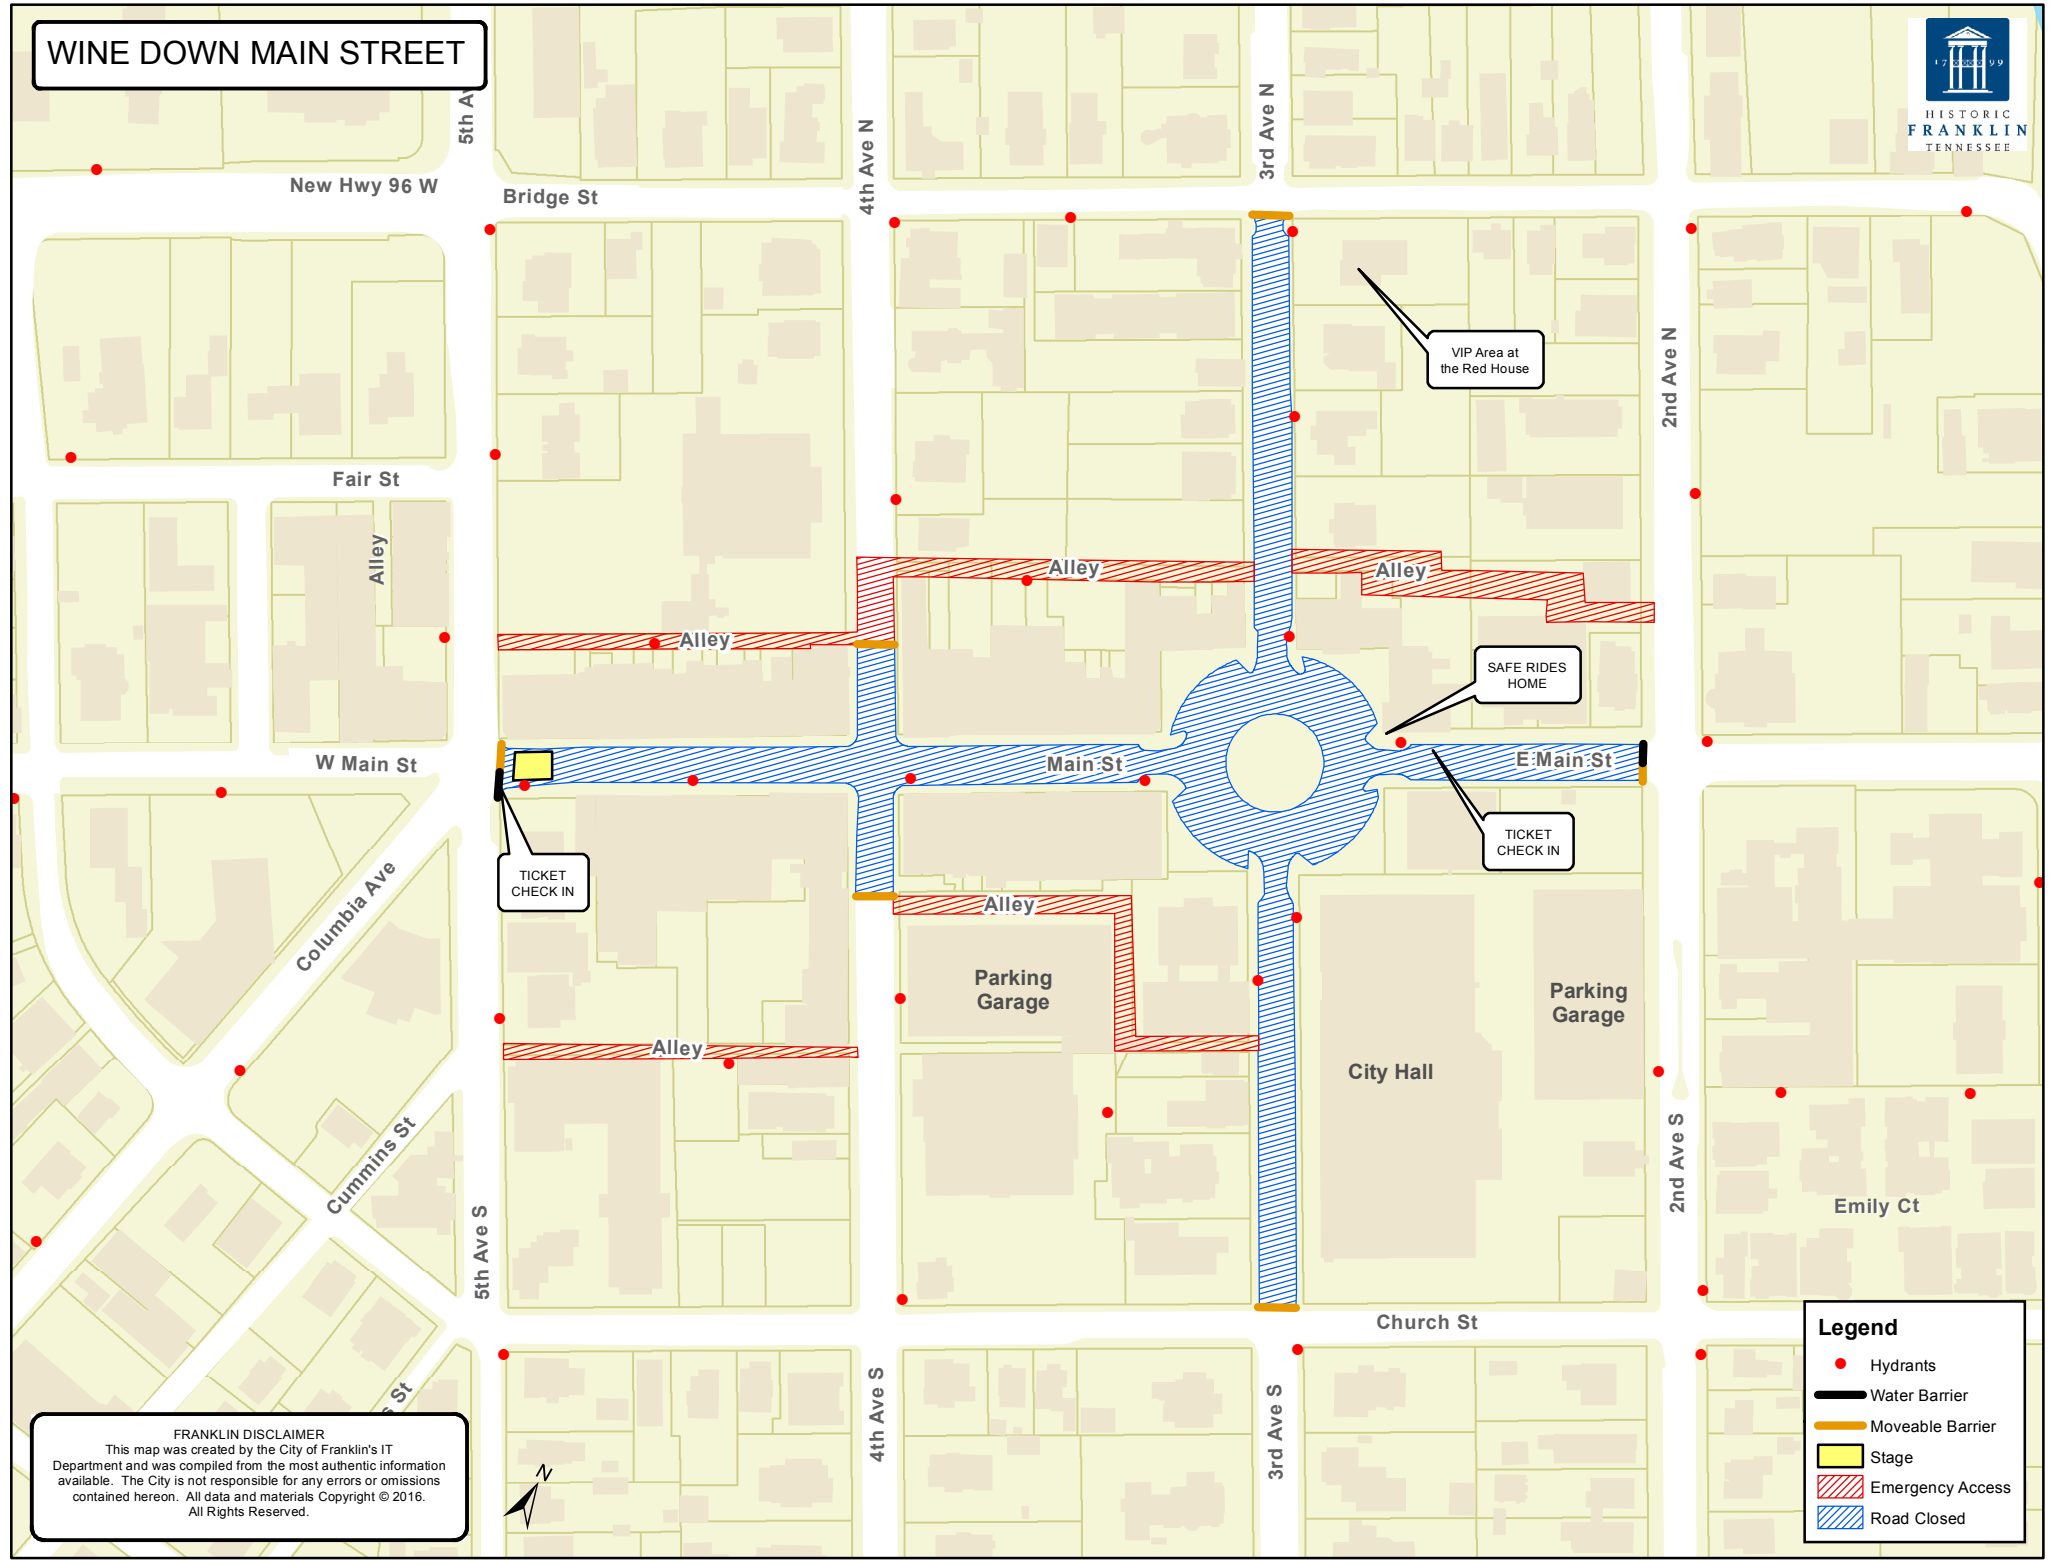 WINE DOWN MAIN STREET
17 99
HISTORIC
FRANKLIN
TENNESSEE
5th Av
4th Ave N
3rd Ave N
New Hwy 96 W
Bridge St
2nd Ave N
VIP Area at
the Red House
Fair St
Alley
Alley
Alley
Alley
SAFE RIDES
HOME
W Main St
Main St
E Main St
TICKET
CHECK IN
TICKET
CHECK IN
Columbia Ave
Alley
Parking
Garage
Parking
Garage
Alley
City Hall
Cummins St
2nd Ave S
Emily Ct
5th Ave S
Church St
4th Ave S
3rd Ave S
s St
N
FRANKLIN DISCLAIMER
This map was created by the City of Franklin's IT
Department and was compiled from the most authentic information
available. The City is not responsible for any errors or omissions
contained hereon. All data and materials Copyright © 2016.
All Rights Reserved.
Legend
Hydrants
Water Barrier
Moveable Barrier
Stage
Emergency Access
Road Closed